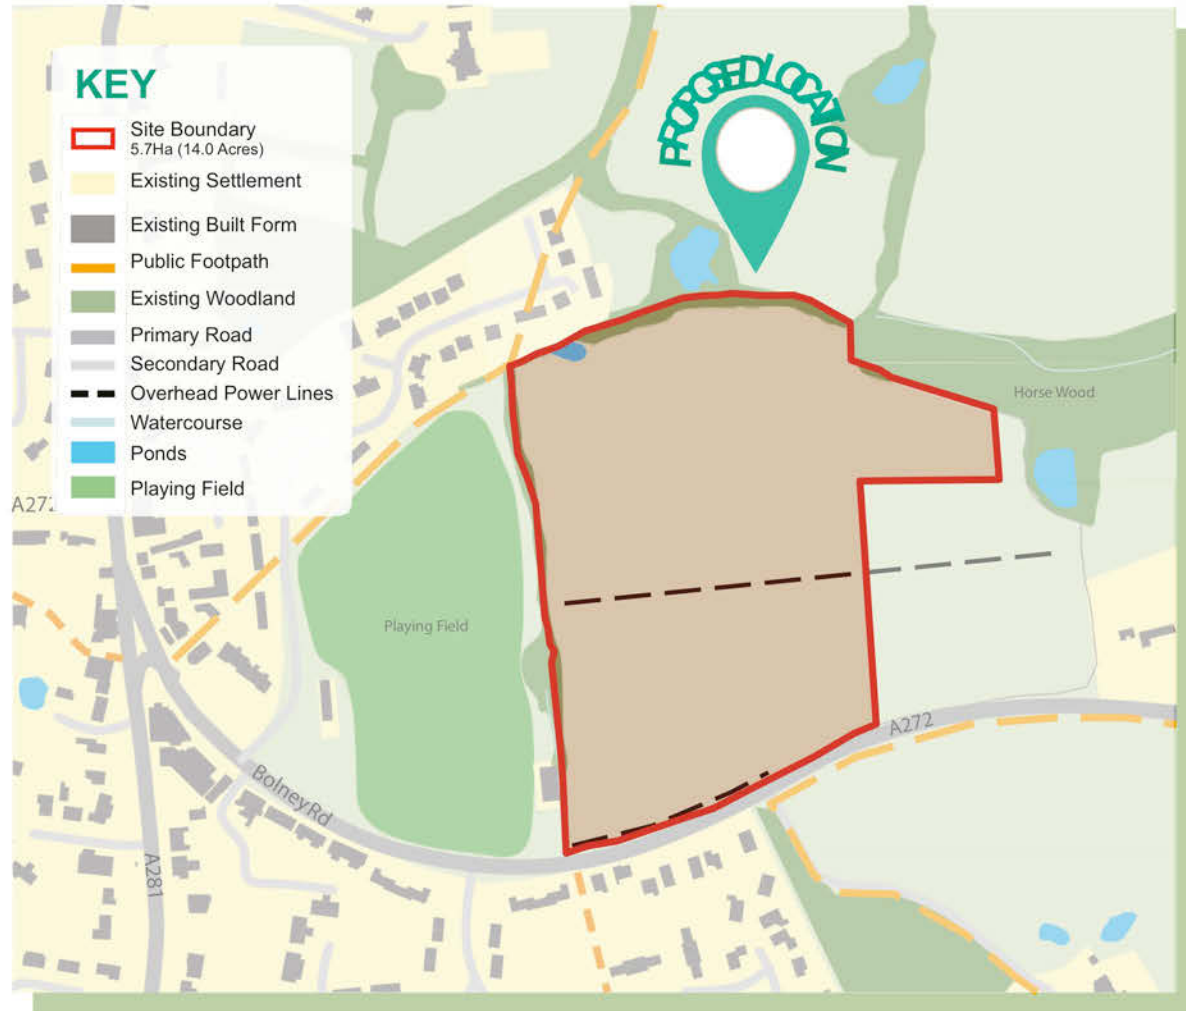 KEY
Site Boundary
5.7Ha (14.0 Acres)
Existing Settlement
Existing Built Form
Public Footpath
Existing Woodland
Primary Road
Secondary Road
Overhead Power Lines
Watercourse
Ponds
Playing Field
PROPOSED LOCATION
Horse Wood
A272
Playing Field
A272
Bolney Rd
A281